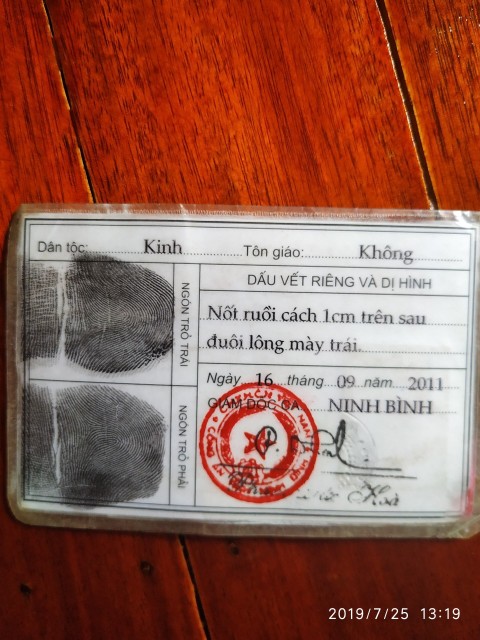 Dân tộc: Kinh Tôn giáo: Không
NGÓN TRỎ TRÁI
NGÓN TRỎ PHẢI
DẤU VẾT RIÊNG VÀ DỊ HÌNH
Nốt ruồi cách 1cm trên sau
đuôi lông mày trái.
Ngày 16 tháng 09 năm 2011
GIÁM ĐỐC CA NINH BÌNH
2019/7/25 13:19